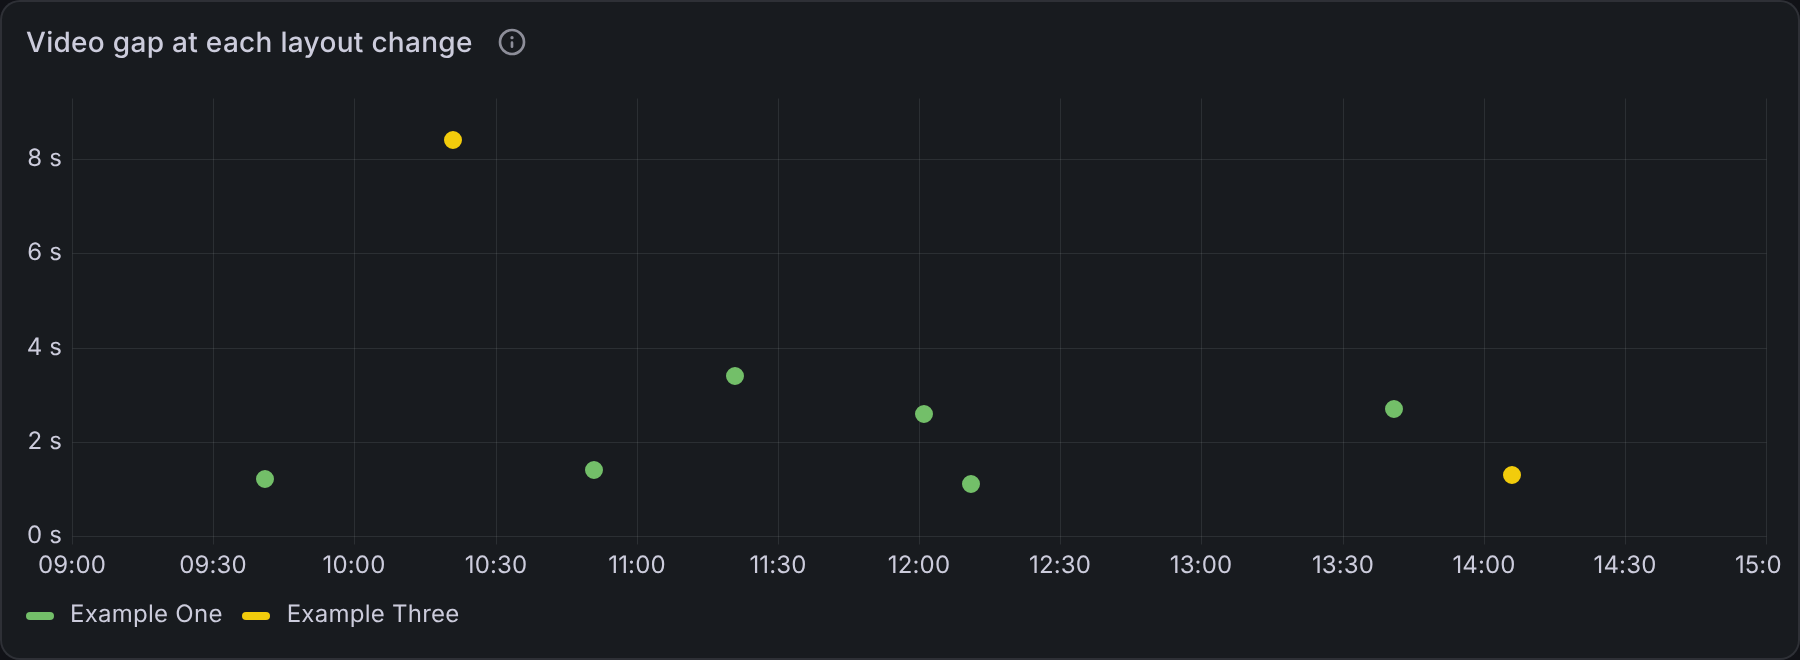 Video gap at each layout change
8 s
6 s
4 s
2 s
0 s
09:00 09:30 10:00 10:30 11:00 11:30 12:00 12:30 13:00 13:30 14:00 14:30 15:0
Example One Example Three